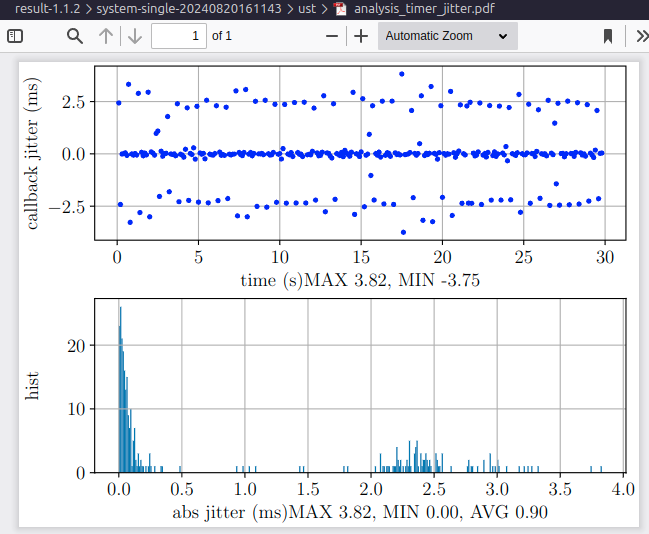 result-1.1.2 > system-single-20240820161143 > ust > analysis_timer_jitter.pdf
1 of 1 Automatic Zoom
callback jitter (ms)
2.5
0.0
−2.5
0 5 10 15 20 25 30
time (s)MAX 3.82, MIN -3.75
hist
20
10
0
0.0 0.5 1.0 1.5 2.0 2.5 3.0 3.5 4.0
abs jitter (ms)MAX 3.82, MIN 0.00, AVG 0.90